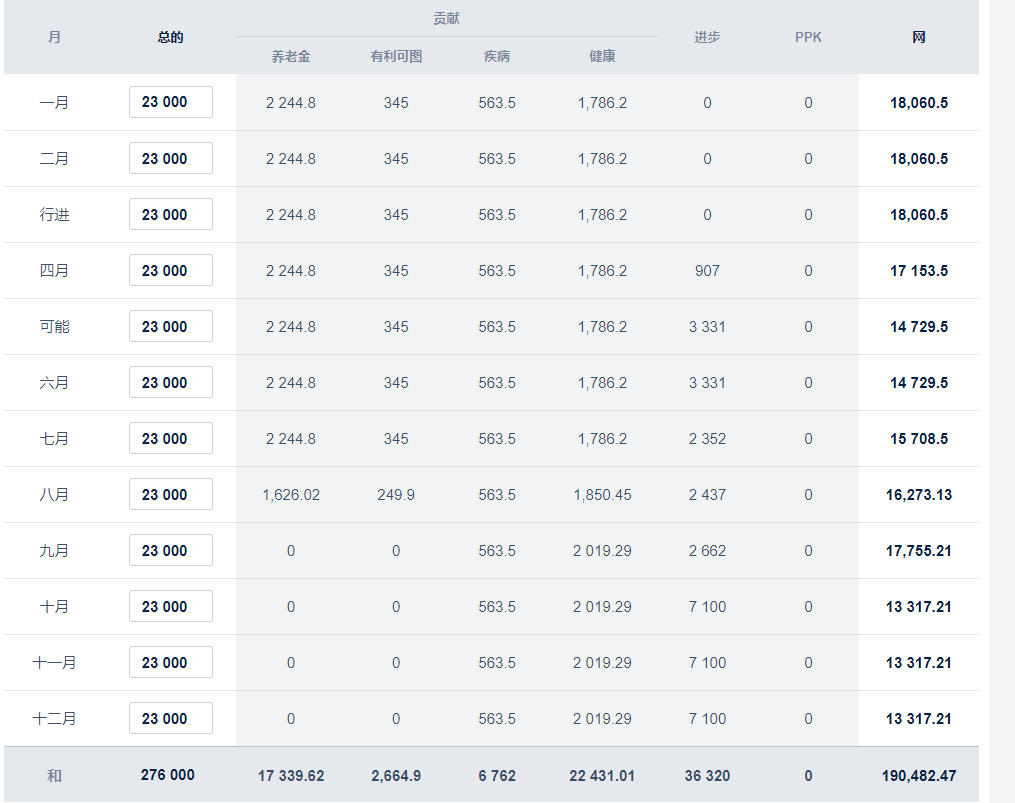 月 总的 贡献 进步 PPK 网
养老金 有利可图 疾病 健康
一月 23 000 2 244.8 345 563.5 1,786.2 0 0 18,060.5
二月 23 000 2 244.8 345 563.5 1,786.2 0 0 18,060.5
行进 23 000 2 244.8 345 563.5 1,786.2 0 0 18,060.5
四月 23 000 2 244.8 345 563.5 1,786.2 907 0 17 153.5
可能 23 000 2 244.8 345 563.5 1,786.2 3 331 0 14 729.5
六月 23 000 2 244.8 345 563.5 1,786.2 3 331 0 14 729.5
七月 23 000 2 244.8 345 563.5 1,786.2 2 352 0 15 708.5
八月 23 000 1,626.02 249.9 563.5 1,850.45 2 437 0 16,273.13
九月 23 000 0 0 563.5 2 019.29 2 662 0 17,755.21
十月 23 000 0 0 563.5 2 019.29 7 100 0 13 317.21
十一月 23 000 0 0 563.5 2 019.29 7 100 0 13 317.21
十二月 23 000 0 0 563.5 2 019.29 7 100 0 13 317.21
和 276 000 17 339.62 2,664.9 6 762 22 431.01 36 320 0 190,482.47